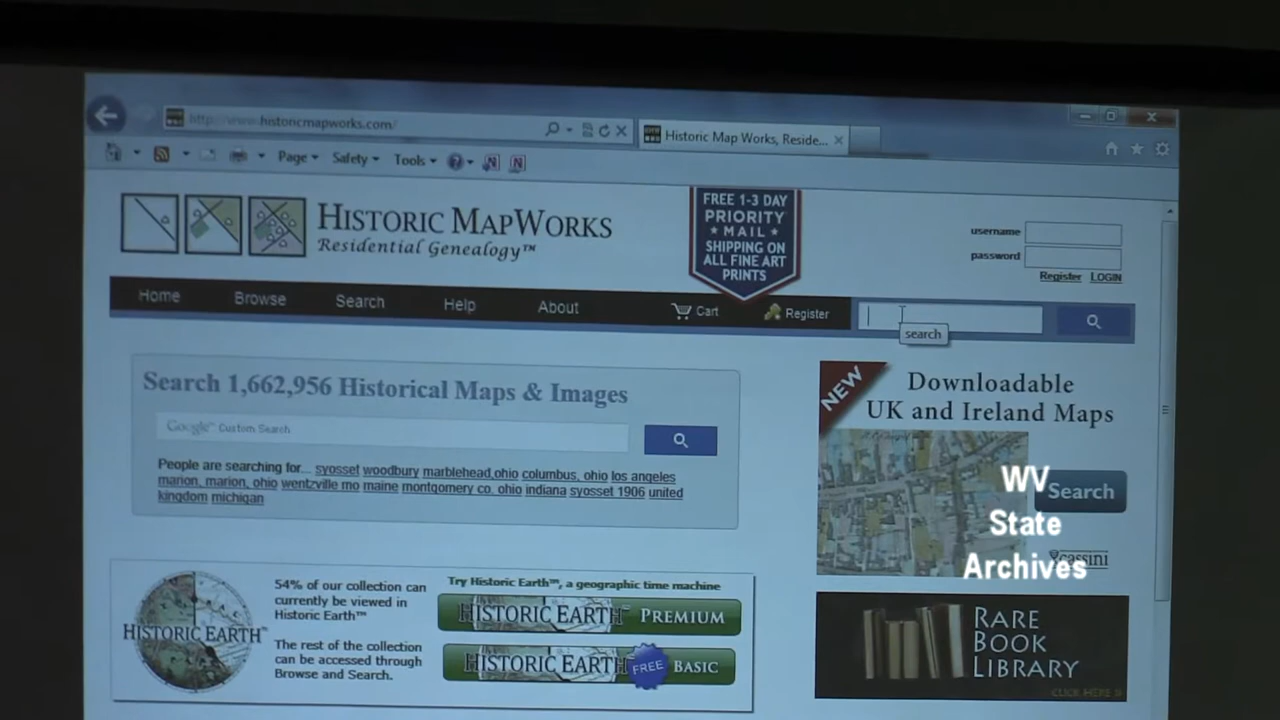 http://www.historicmapworks.com/
Historic Map Works, Reside...
Page
Safety
Tools
HISTORIC MAPWORKS
Residential Genealogy™
FREE 1-3 DAY
PRIORITY
★ MAIL ★
SHIPPING ON
ALL FINE ART
PRINTS
username
password
Register LOGIN
Home
Browse
Search
Help
About
Cart
Register
search
Search 1,662,956 Historical Maps & Images
Google™ Custom Search
People are searching for... syosset woodbury marblehead,ohio columbus, ohio los angeles
marion, marion, ohio wentzville mo maine montgomery co, ohio indiana syosset 1906 united
kingdom michigan
NEW
Downloadable
UK and Ireland Maps
Search
cassini
WV
State
Archives
HISTORIC EARTH™
54% of our collection can
currently be viewed in
Historic Earth™
The rest of the collection
can be accessed through
Browse and Search.
Try Historic Earth™, a geographic time machine
HISTORIC EARTH™ PREMIUM
HISTORIC EARTH FREE BASIC
RARE
BOOK
LIBRARY
CLICK HERE »